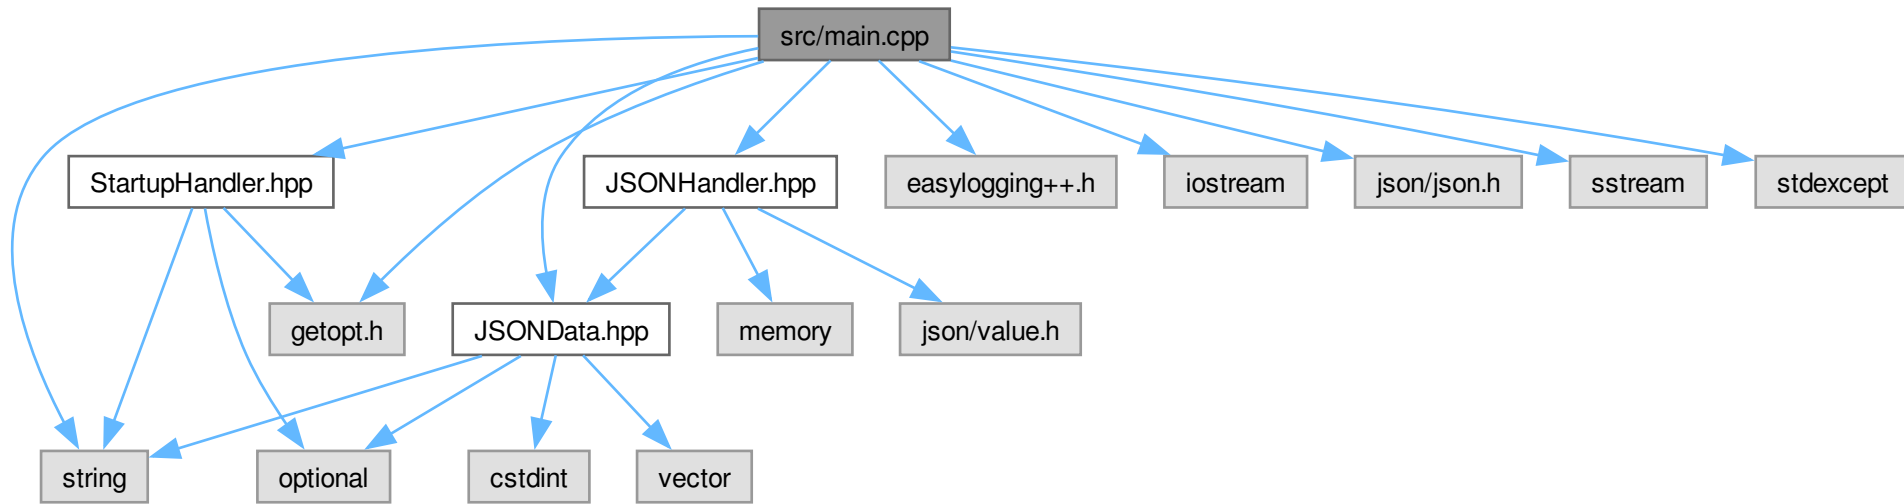 src/main.cpp
StartupHandler.hpp
JSONHandler.hpp
easylogging++.h
iostream
json/json.h
sstream
stdexcept
getopt.h
JSONData.hpp
memory
json/value.h
string
optional
cstdint
vector